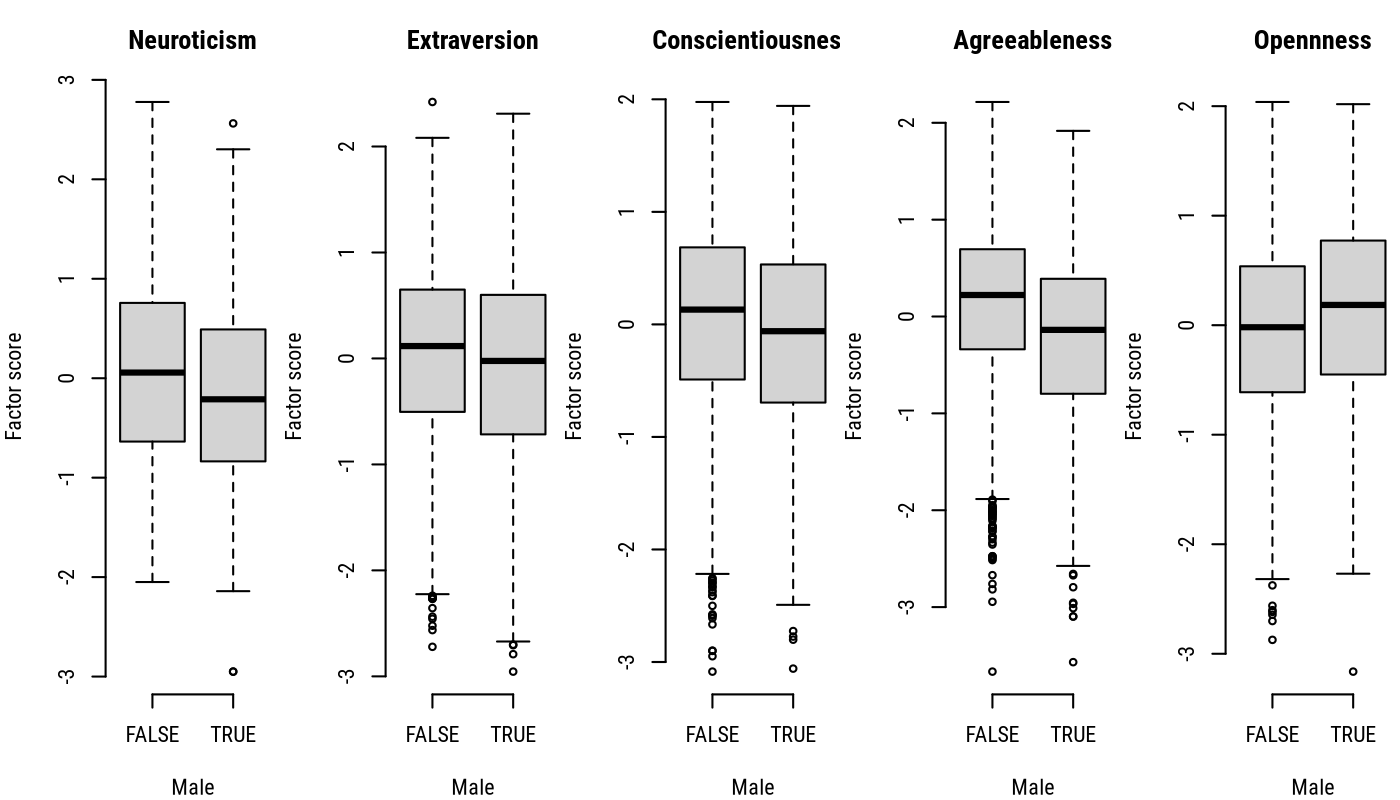 Neuroticism
Extraversion
Conscientiousnes
Agreeableness
Opennness
Factor score
3
2
1
0
-1
-2
-3
FALSE
TRUE
Male
Factor score
2
1
0
-1
-2
-3
FALSE
TRUE
Male
Factor score
2
1
0
-1
-2
-3
FALSE
TRUE
Male
Factor score
2
1
0
-1
-2
-3
FALSE
TRUE
Male
Factor score
2
1
0
-1
-2
-3
FALSE
TRUE
Male